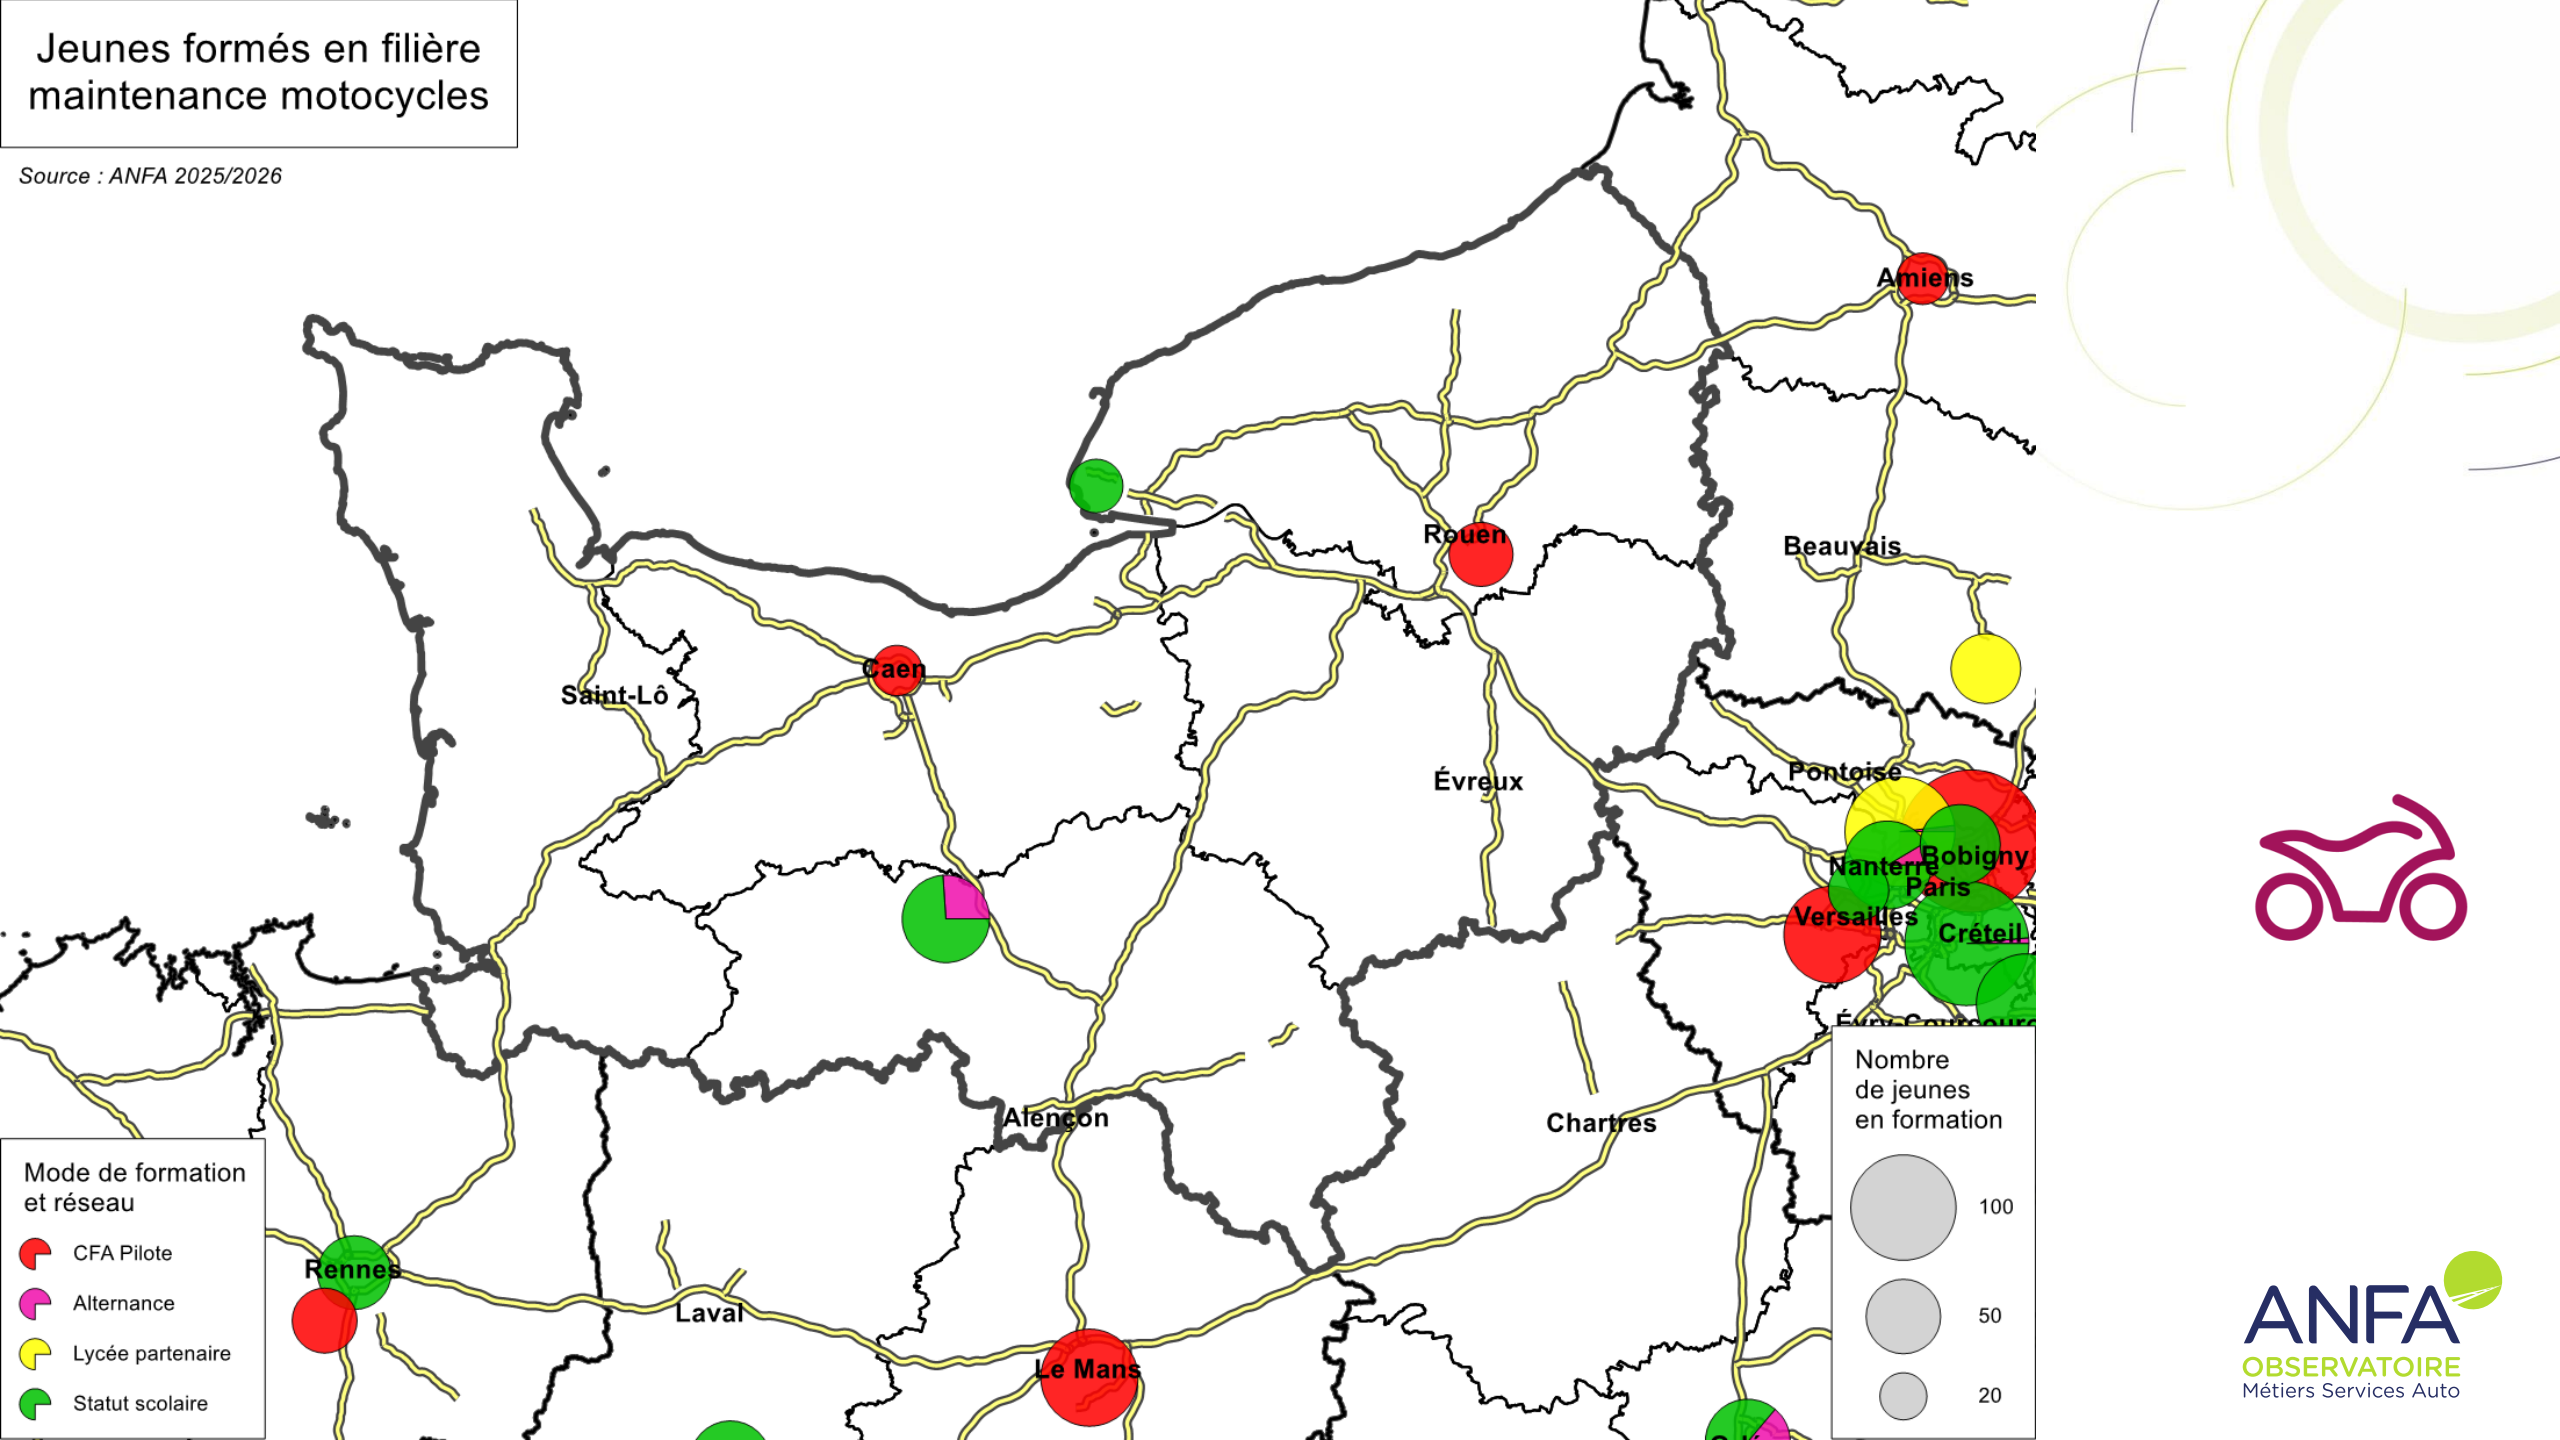 Jeunes formés en filière
maintenance motocycles
Source : ANFA 2025/2026
Amiens
Rouen
Beauvais
Caen
Saint-Lô
Évreux
Pontoise
Bobigny
Nanterre
Paris
Versailles
Créteil
Alençon
Chartres
Rennes
Laval
Le Mans
Mode de formation
et réseau
CFA Pilote
Alternance
Lycée partenaire
Statut scolaire
Nombre
de jeunes
en formation
100
50
20
ANFA
OBSERVATOIRE
Métiers Services Auto